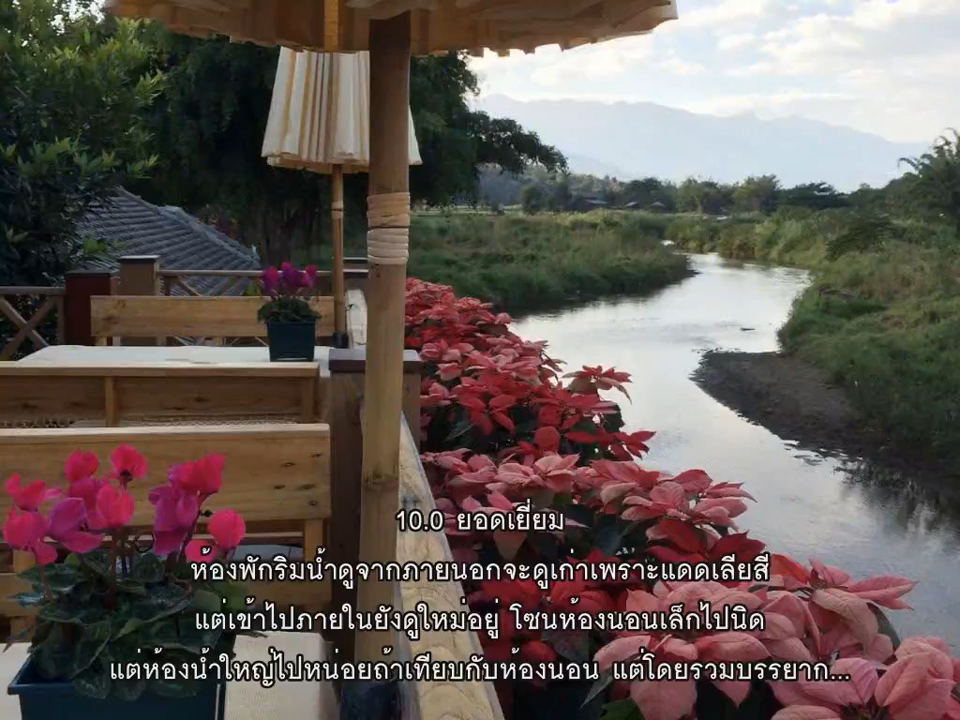 10.0 ยอดเยี่ยม
ห้องพักริมน้ำดูจากภายนอกจะดูเก่าเพราะแดดเลียสี
แต่เข้าไปภายในยังดูใหม่อยู่ โซนห้องนอนเล็กไปนิด
แต่ห้องน้ำใหญ่ไปหน่อยถ้าเทียบกับห้องนอน แต่โดยรวมบรรยาก...